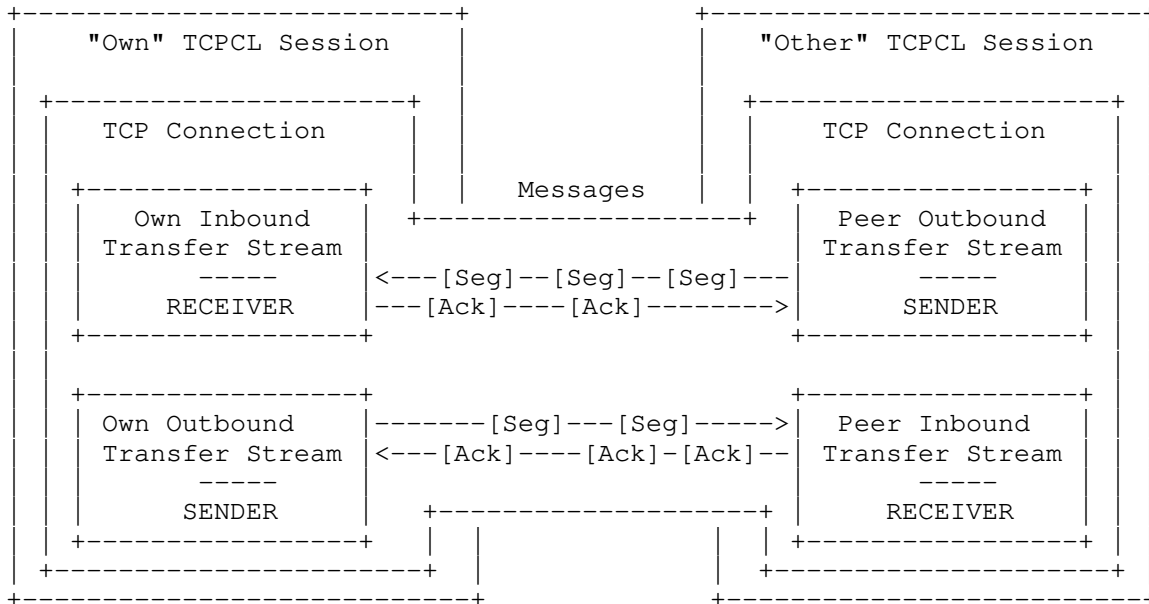 "Own" TCPCL Session "Other" TCPCL Session
TCP Connection TCP Connection
Messages
Own Inbound Peer Outbound
Transfer Stream Transfer Stream
----- <---[Seg]--[Seg]--[Seg]--- -----
RECEIVER ---[Ack]----[Ack]--------> SENDER
Own Outbound -------[Seg]---[Seg]-----> Peer Inbound
Transfer Stream <---[Ack]----[Ack]-[Ack]-- Transfer Stream
----- -----
SENDER RECEIVER